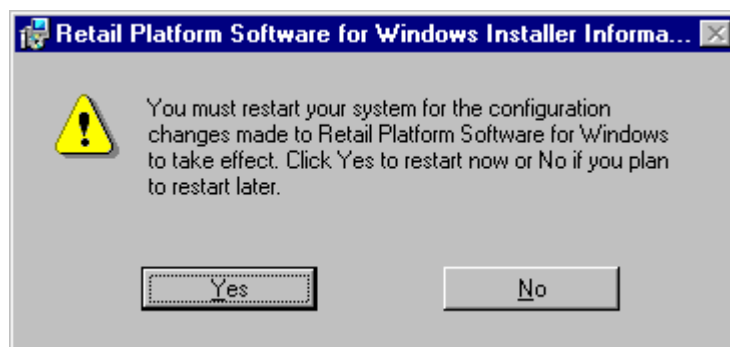 Retail Platform Software for Windows Installer Informa...
You must restart your system for the configuration
changes made to Retail Platform Software for Windows
to take effect. Click Yes to restart now or No if you plan
to restart later.
Yes
No